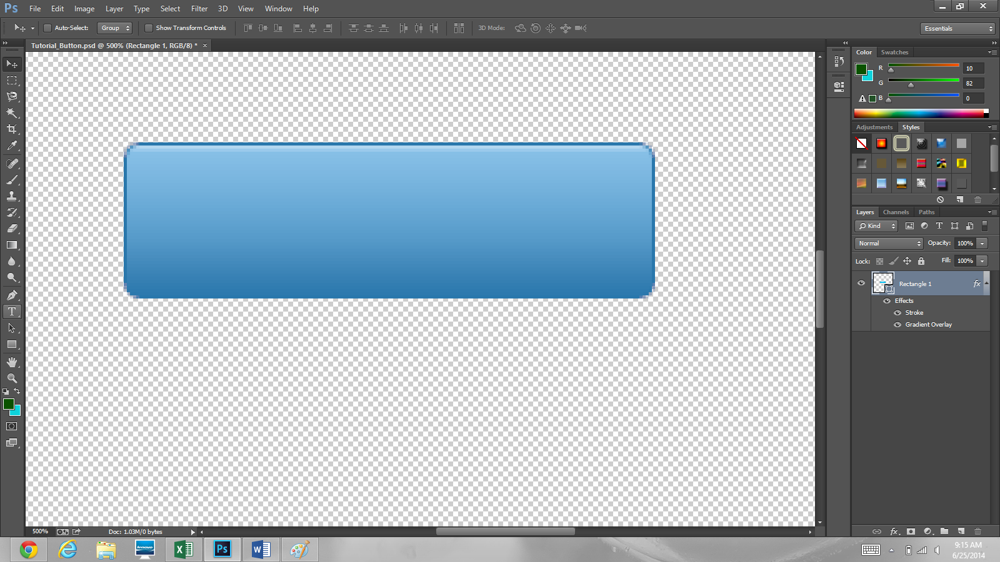 Ps File Edit Image Layer Type Select Filter 3D View Window Help
Auto-Select: Group Show Transform Controls 3D Mode: Essentials
Tutorial_Button.psd @ 500% (Rectangle 1, RGB/8) * ×
Color Swatches
R 10
G 82
B 0
Adjustments Styles
Layers Channels Paths
Kind
Normal Opacity: 100%
Lock: Fill: 100%
Rectangle 1 fx
Effects
Stroke
Gradient Overlay
500% Doc: 1.03M/0 bytes
fx
lenovo
Ps
9:15 AM
6/25/2014